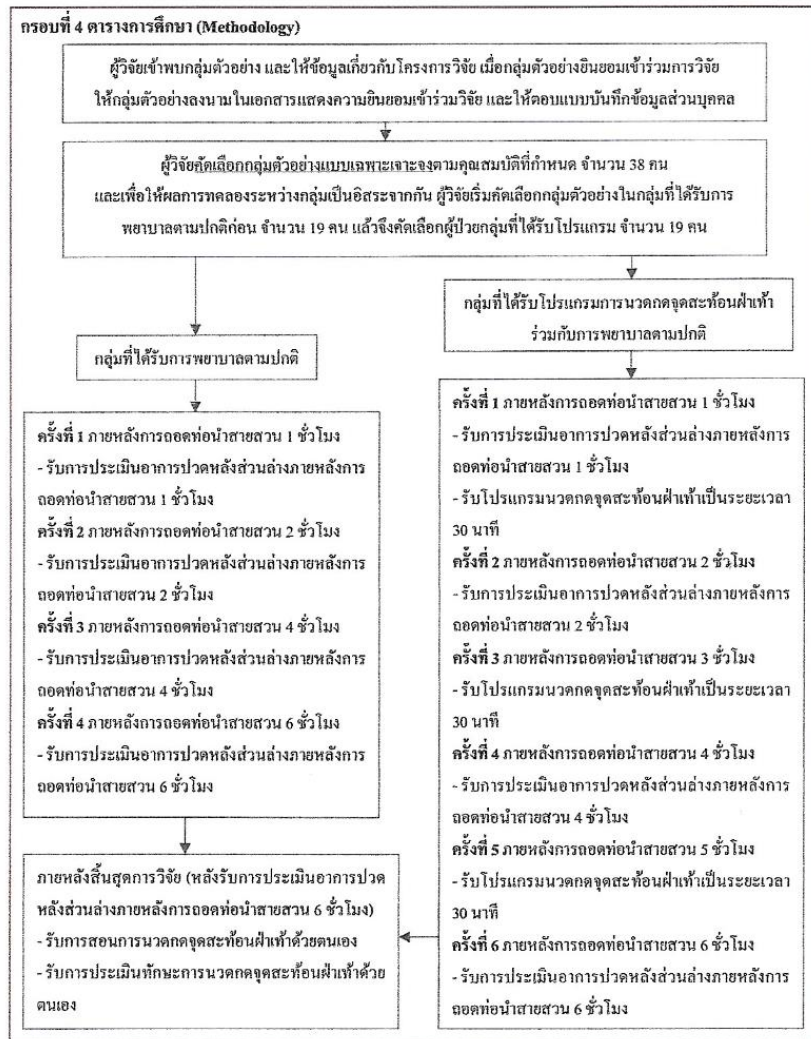 กรอบที่ 4 ตารางการศึกษา (Methodology)
ผู้วิจัยเข้าพบกลุ่มตัวอย่าง และให้ข้อมูลเกี่ยวกับโครงการวิจัย เมื่อกลุ่มตัวอย่างยินยอมเข้าร่วมการวิจัย
ให้กลุ่มตัวอย่างลงนามในเอกสารแสดงความยินยอมเข้าร่วมวิจัย และให้ตอบแบบบันทึกข้อมูลส่วนบุคคล
ผู้วิจัยคัดเลือกกลุ่มตัวอย่างแบบเฉพาะเจาะจงตามคุณสมบัติที่กำหนด จำนวน 38 คน
และเพื่อให้ผลการทดลองระหว่างกลุ่มเป็นอิสระจากกัน ผู้วิจัยเริ่มคัดเลือกกลุ่มตัวอย่างในกลุ่มที่ได้รับการ
พยาบาลตามปกติก่อน จำนวน 19 คน แล้วจึงคัดเลือกผู้ป่วยกลุ่มที่ได้รับโปรแกรม จำนวน 19 คน
กลุ่มที่ได้รับการพยาบาลตามปกติ
ครั้งที่ 1 ภายหลังการถอดท่อนำสายสวน 1 ชั่วโมง
- รับการประเมินอาการปวดหลังส่วนล่างภายหลังการ
ถอดท่อนำสายสวน 1 ชั่วโมง
ครั้งที่ 2 ภายหลังการถอดท่อนำสายสวน 2 ชั่วโมง
- รับการประเมินอาการปวดหลังส่วนล่างภายหลังการ
ถอดท่อนำสายสวน 2 ชั่วโมง
ครั้งที่ 3 ภายหลังการถอดท่อนำสายสวน 4 ชั่วโมง
- รับการประเมินอาการปวดหลังส่วนล่างภายหลังการ
ถอดท่อนำสายสวน 4 ชั่วโมง
ครั้งที่ 4 ภายหลังการถอดท่อนำสายสวน 6 ชั่วโมง
- รับการประเมินอาการปวดหลังส่วนล่างภายหลังการ
ถอดท่อนำสายสวน 6 ชั่วโมง
กลุ่มที่ได้รับโปรแกรมการนวดกดจุดสะท้อนฝ่าเท้า
ร่วมกับการพยาบาลตามปกติ
ครั้งที่ 1 ภายหลังการถอดท่อนำสายสวน 1 ชั่วโมง
- รับการประเมินอาการปวดหลังส่วนล่างภายหลังการ
ถอดท่อนำสายสวน 1 ชั่วโมง
- รับโปรแกรมนวดกดจุดสะท้อนฝ่าเท้าเป็นระยะเวลา
30 นาที
ครั้งที่ 2 ภายหลังการถอดท่อนำสายสวน 2 ชั่วโมง
- รับการประเมินอาการปวดหลังส่วนล่างภายหลังการ
ถอดท่อนำสายสวน 2 ชั่วโมง
ครั้งที่ 3 ภายหลังการถอดท่อนำสายสวน 3 ชั่วโมง
- รับโปรแกรมนวดกดจุดสะท้อนฝ่าเท้าเป็นระยะเวลา
30 นาที
ครั้งที่ 4 ภายหลังการถอดท่อนำสายสวน 4 ชั่วโมง
- รับการประเมินอาการปวดหลังส่วนล่างภายหลังการ
ถอดท่อนำสายสวน 4 ชั่วโมง
ครั้งที่ 5 ภายหลังการถอดท่อนำสายสวน 5 ชั่วโมง
- รับโปรแกรมนวดกดจุดสะท้อนฝ่าเท้าเป็นระยะเวลา
30 นาที
ครั้งที่ 6 ภายหลังการถอดท่อนำสายสวน 6 ชั่วโมง
- รับการประเมินอาการปวดหลังส่วนล่างภายหลังการ
ถอดท่อนำสายสวน 6 ชั่วโมง
ภายหลังสิ้นสุดการวิจัย (หลังรับการประเมินอาการปวด
หลังส่วนล่างภายหลังการถอดท่อนำสายสวน 6 ชั่วโมง)
- รับการสอนการนวดกดจุดสะท้อนฝ่าเท้าด้วยตนเอง
- รับการประเมินทักษะการนวดกดจุดสะท้อนฝ่าเท้าด้วย
ตนเอง